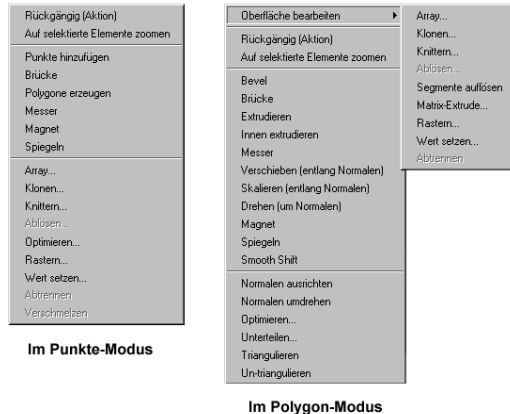 Rückgängig (Aktion)
Auf selektierte Elemente zoomen
Punkte hinzufügen
Brücke
Polygone erzeugen
Messer
Magnet
Spiegeln
Array...
Klonen...
Knittern...
Ablösen...
Optimieren...
Rastern...
Wert setzen...
Abtrennen
Verschmelzen
Im Punkte-Modus
Oberfläche bearbeiten
Rückgängig (Aktion)
Auf selektierte Elemente zoomen
Bevel
Brücke
Extrudieren
Innen extrudieren
Messer
Verschieben (entlang Normalen)
Skalieren (entlang Normalen)
Drehen (um Normalen)
Magnet
Spiegeln
Smooth Shift
Normalen ausrichten
Normalen umdrehen
Optimieren...
Unterteilen...
Triangulieren
Un-triangulieren
Im Polygon-Modus
Array...
Klonen...
Knittern...
Ablösen...
Segmente auflösen
Matrix-Extrude...
Rastern...
Wert setzen...
Abtrennen